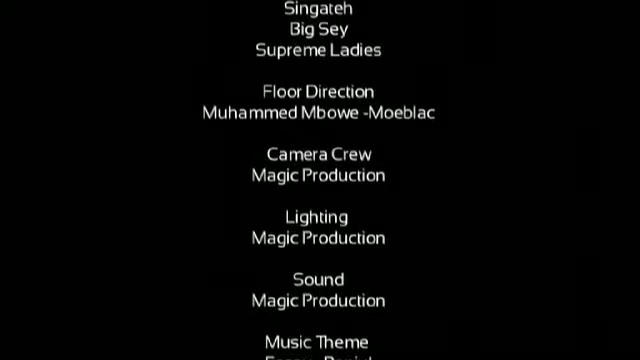 Singateh
Big Sey
Supreme Ladies
Floor Direction
Muhammed Mbowe -Moeblac
Camera Crew
Magic Production
Lighting
Magic Production
Sound
Magic Production
Music Theme